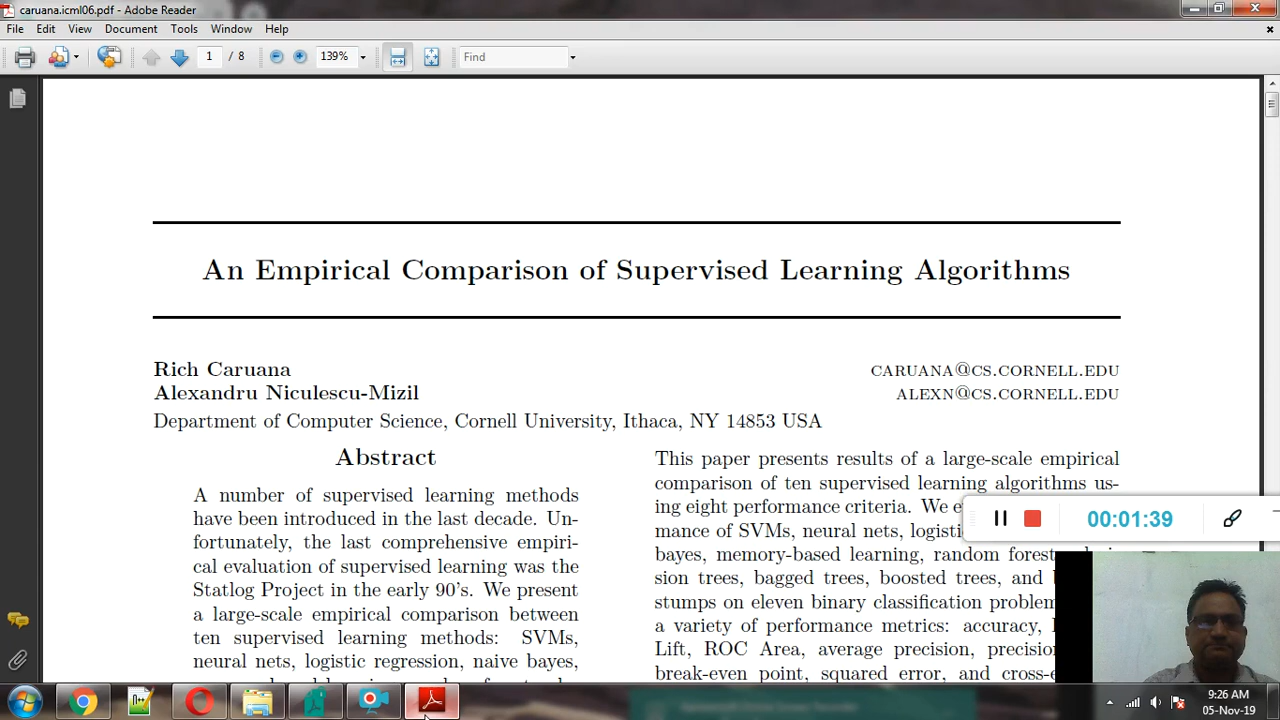 caruana.icml06.pdf - Adobe Reader
File Edit View Document Tools Window Help
1 / 8 139% Find
An Empirical Comparison of Supervised Learning Algorithms
Rich Caruana
Alexandru Niculescu-Mizil
Department of Computer Science, Cornell University, Ithaca, NY 14853 USA
CARUANA@CS.CORNELL.EDU
ALEXN@CS.CORNELL.EDU
Abstract
A number of supervised learning methods
have been introduced in the last decade. Un-
fortunately, the last comprehensive empiri-
cal evaluation of supervised learning was the
Statlog Project in the early 90's. We present
a large-scale empirical comparison between
ten supervised learning methods: SVMs,
neural nets, logistic regression, naive bayes,
This paper presents results of a large-scale empirical
comparison of ten supervised learning algorithms us-
ing eight performance criteria. We
mance of SVMs, neural nets,
bayes, memory-based learning, random
sion trees, bagged trees, boosted trees, and
stumps on eleven binary classification
a variety of performance metrics: accuracy,
Lift, ROC Area, average precision,
break-even point, squared error, and
00:01:39
9:26 AM
05-Nov-19